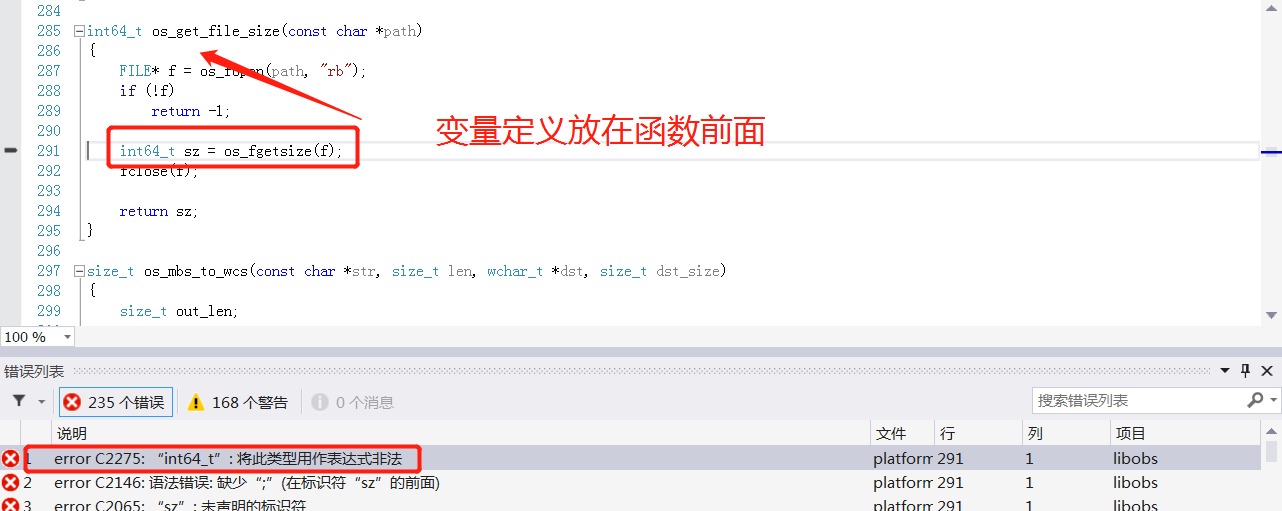 284
285 int64_t os_get_file_size(const char *path)
286 {
287 FILE* f = os_fopen(path, "rb");
288 if (!f)
289 return -1;
290
变量定义放在函数前面
291 int64_t sz = os_fgetsize(f);
292 fclose(f);
293
294 return sz;
295 }
296
297 size_t os_mbs_to_wcs(const char *str, size_t len, wchar_t *dst, size_t dst_size)
298 {
299 size_t out_len;
100 %
错误列表
235 个错误 168 个警告 0 个消息 搜索错误列表
说明 文件 行 列 项目
1 error C2275: “int64_t”: 将此类型用作表达式非法 platform 291 1 libobs
2 error C2146: 语法错误: 缺少“;”(在标识符“sz”的前面) platform 291 1 libobs
3 error C2065: “sz”: 未声明的标识符 platform 291 1 libobs